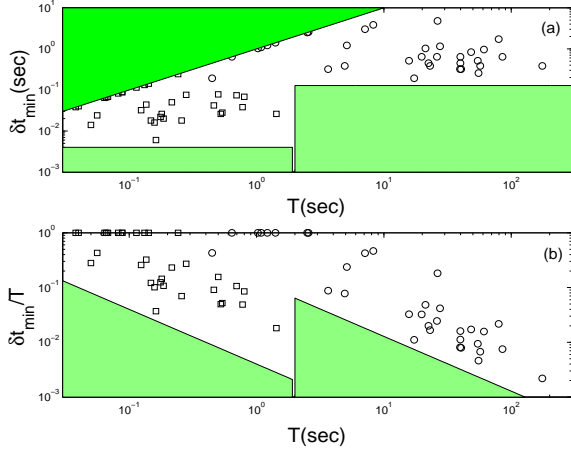 10¹
(a)
10⁰
10⁻¹
10⁻²
10⁻³
δt_min(sec)
10⁻¹ 10⁰ 10¹ 10²
T(sec)
10⁰
(b)
10⁻¹
10⁻²
10⁻³
δt_min/T
10⁻¹ 10⁰ 10¹ 10²
T(sec)